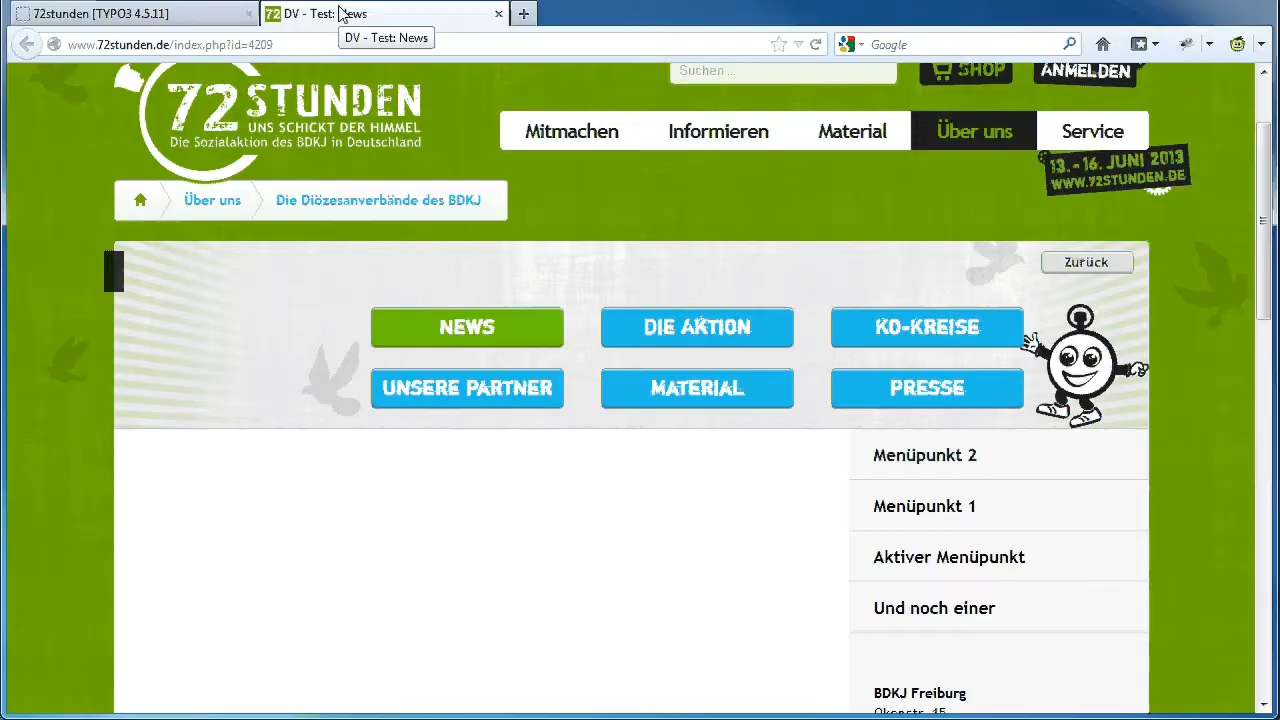 72stunden [TYPO3 4.5.11]
72 DV - Test: News
DV - Test: News
www.72stunden.de/index.php?id=4209
Google
72 STUNDEN
UNS SCHICKT DER HIMMEL
Die Sozialaktion des BDKJ in Deutschland
Suchen ...
SHOP
ANMELDEN
Mitmachen
Informieren
Material
Über uns
Service
13. - 16. JUNI 2013
WWW.72STUNDEN.DE
Über uns
Die Diözesanverbände des BDKJ
Zurück
NEWS
DIE AKTION
KO-KREISE
UNSERE PARTNER
MATERIAL
PRESSE
Menüpunkt 2
Menüpunkt 1
Aktiver Menüpunkt
Und noch einer
BDKJ Freiburg
Okenstr. 15